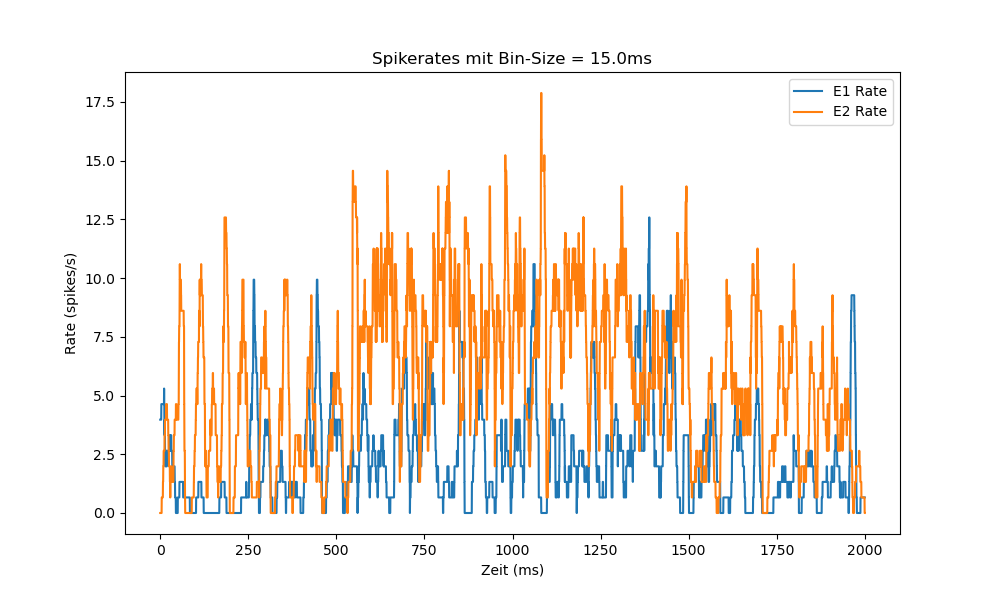 Spikerates mit Bin-Size = 15.0ms
E1 Rate
E2 Rate
17.5
15.0
12.5
10.0
7.5
5.0
2.5
0.0
Rate (spikes/s)
0 250 500 750 1000 1250 1500 1750 2000
Zeit (ms)